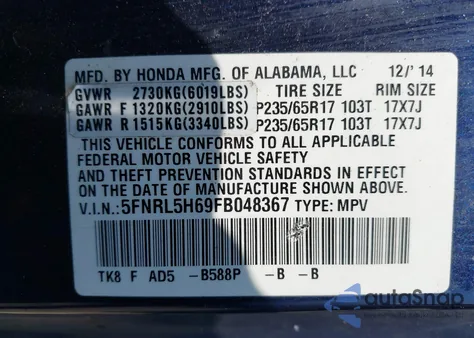 MFD. BY HONDA MFG. OF ALABAMA, LLC 12/'14
GVWR 2730KG(6019LBS) TIRE SIZE RIM SIZE
GAWR F 1320KG(2910LBS) P235/65R17 103T 17X7J
GAWR R 1515KG(3340LBS) P235/65R17 103T 17X7J
THIS VEHICLE CONFORMS TO ALL APPLICABLE
FEDERAL MOTOR VEHICLE SAFETY
AND THEFT PREVENTION STANDARDS IN EFFECT
ON THE DATE OF MANUFACTURE SHOWN ABOVE.
V.I.N.: 5FNRL5H69FB048367 TYPE: MPV
TK8 F AD5 -B588P -B -B
autoSnap